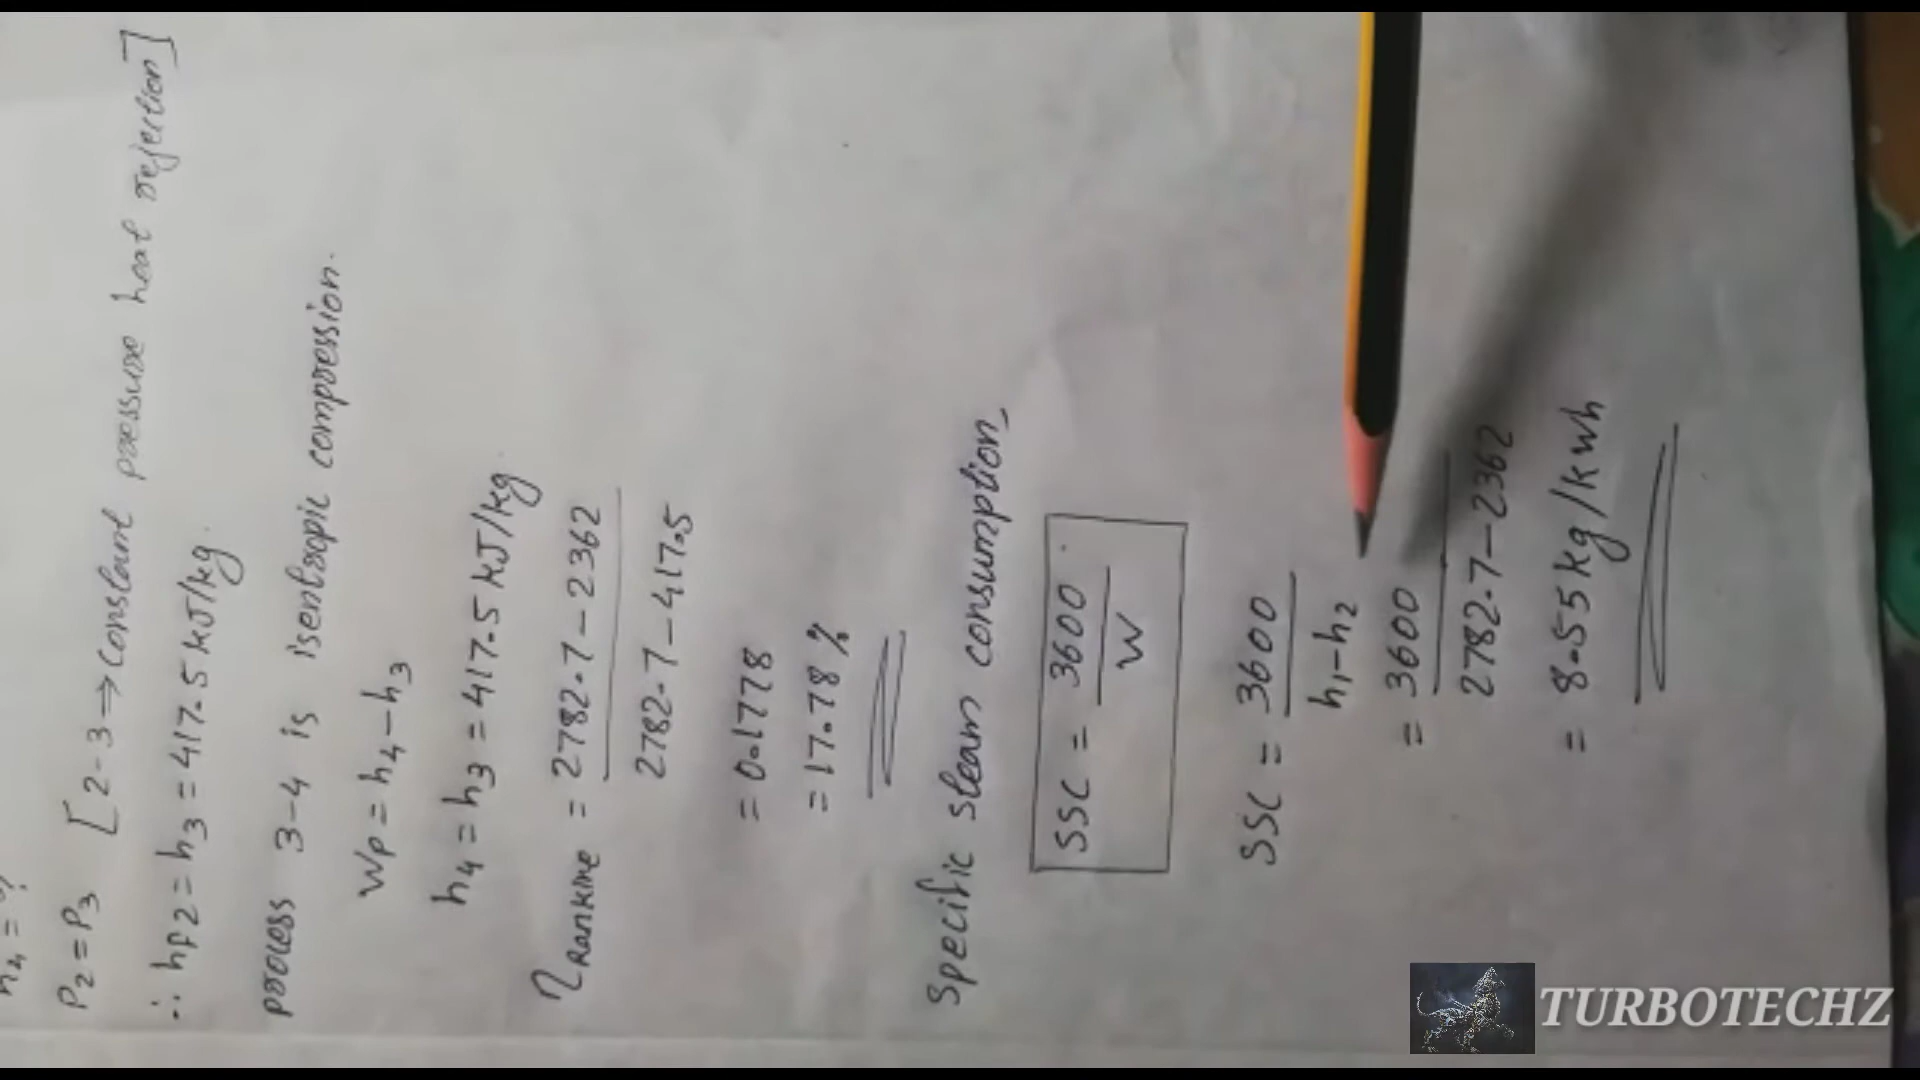 h4 = ?
P2 = P3 [2-3 → constant pressure heat rejection]
∴ hf2 = h3 = 417.5 kJ/kg.
process 3-4 is isentropic compression.
Wp = h4 - h3
h4 = h3 = 417.5 kJ/kg.
ηRANKINE = 2782.7 - 2362
2782.7 - 417.5
= 0.1778
= 17.78 %
Specific steam consumption
SSC = 3600
W
SSC = 3600
h1 - h2
= 3600
2782.7 - 2362
= 8.55 kg/kwh
TURBOTECHZ